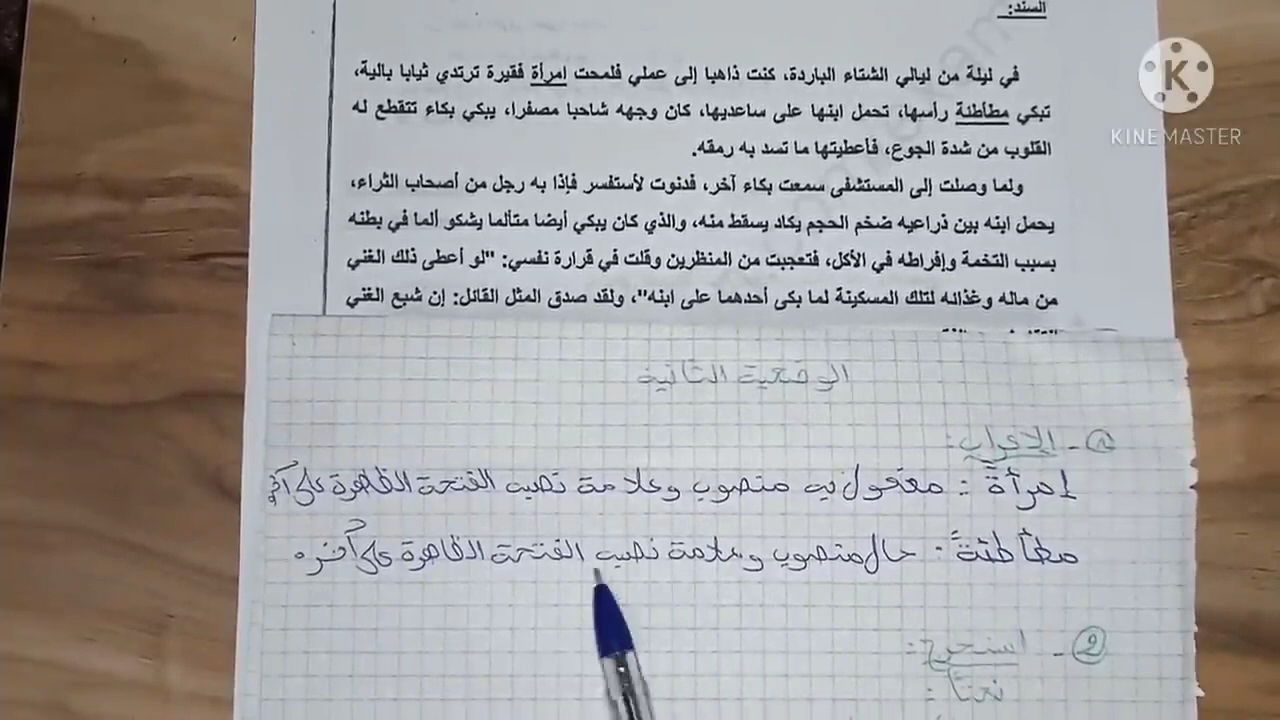 السند:
في ليلة من ليالي الشتاء الباردة، كنت ذاهبا إلى عملي فلمحت إمرأة فقيرة ترتدي ثيابا بالية،
تبكي مطأطئة رأسها، تحمل ابنها على ساعديها، كان وجهه شاحبا مصفرا، يبكي بكاء تتقطع له
القلوب من شدة الجوع، فأعطيتها ما تسد به رمقه.
ولما وصلت إلى المستشفى سمعت بكاء آخر، فدنوت لأستفسر فإذا به رجل من أصحاب الثراء،
يحمل ابنه بين ذراعيه ضخم الحجم يكاد يسقط منه، والذي كان يبكي أيضا متألما يشكو ألما في بطنه
بسبب التخمة وإفراطه في الأكل، فتعجبت من المنظرين وقلت في قرارة نفسي: "لو أعطى ذلك الغني
من ماله وغذائه لتلك المسكينة لما بكى أحدهما على ابنه"، ولقد صدق المثل القائل: إن شبع الغني
الوضعية الثانية
- الإعراب:
إمرأةً: مفعول به منصوب وعلامة نصبه الفتحة الظاهرة على آخره
مطأطئةً: حال منصوب وعلامة نصبه الفتحة الظاهرة على آخره
2 - استخرج:
نعتا:
KINE MASTER